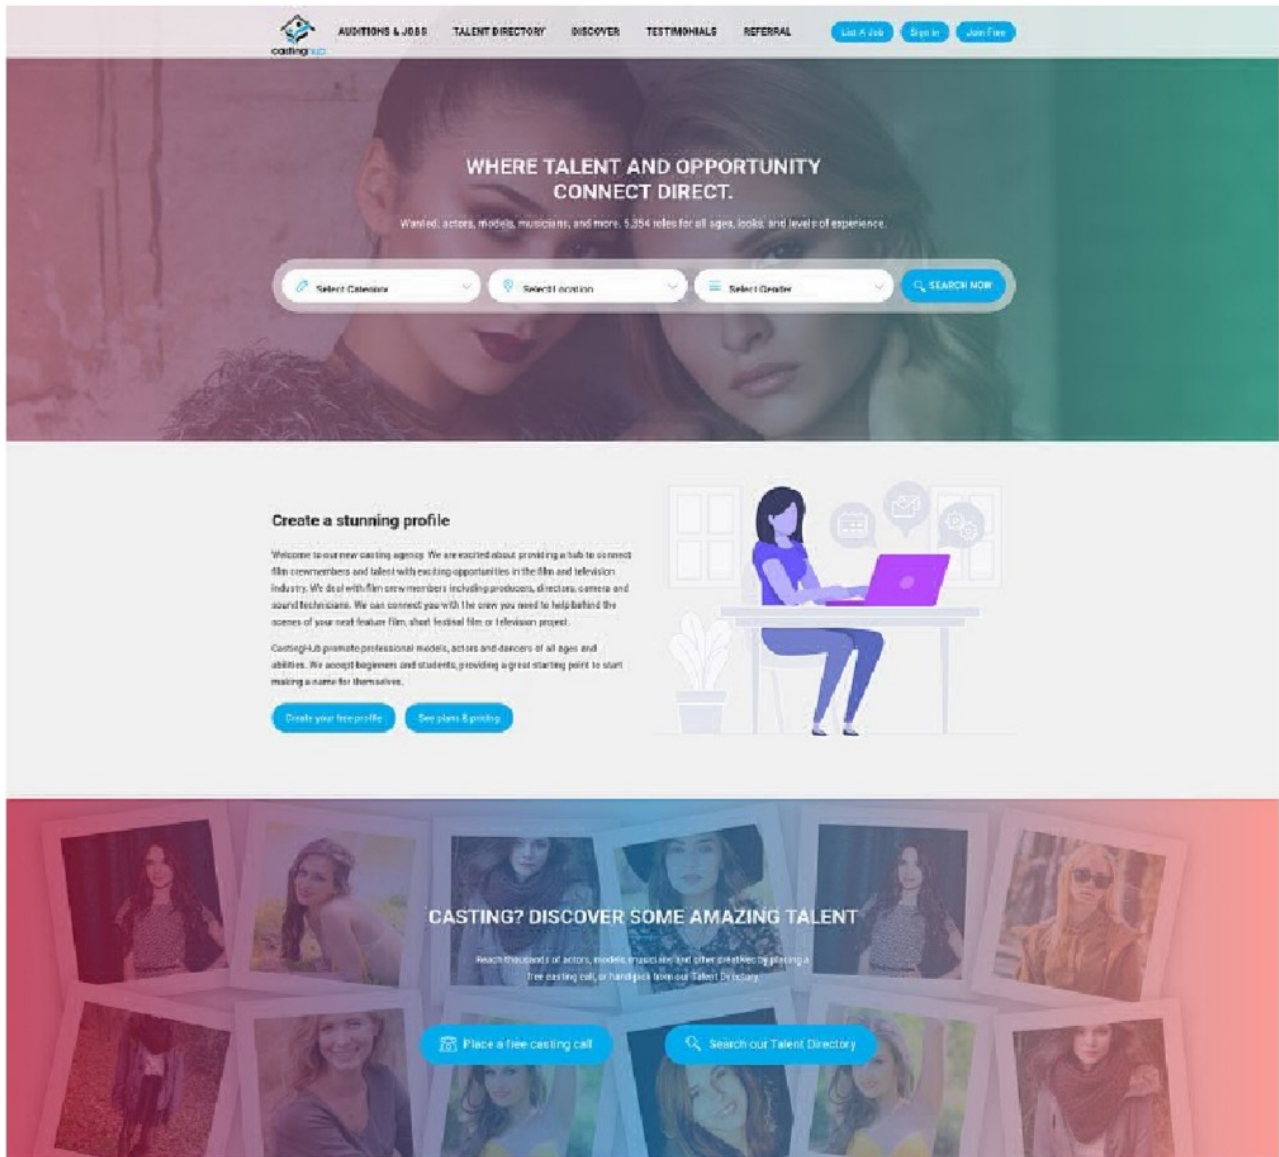 castinghub
AUDITIONS & JOBS
TALENT DIRECTORY
DISCOVER
TESTIMONIALS
REFERRAL
List A Job
Sign In
Join Free
WHERE TALENT AND OPPORTUNITY
CONNECT DIRECT.
Wanted: actors, models, musicians, and more. 5,354 roles for all ages, looks, and levels of experience.
Select Category
Select Location
Select Gender
SEARCH NOW
Create a stunning profile
Welcome to our new casting agency. We are excited about providing a hub to connect
film crewmembers and talent with exciting opportunities in the film and television
industry. We deal with film crew members including producers, directors, camera and
sound technicians. We can connect you with the crew you need to help behind the
scenes of your next feature film, short festival film or television project.
CastingHub promote professional models, actors and dancers of all ages and
abilities. We accept beginners and students, providing a great starting point to start
making a name for themselves.
Create your free profile
See plans & pricing
CASTING? DISCOVER SOME AMAZING TALENT
Reach thousands of actors, models, musicians and other creatives by placing a
free casting call, or hand pick from our Talent Directory.
Place a free casting call
Search our Talent Directory